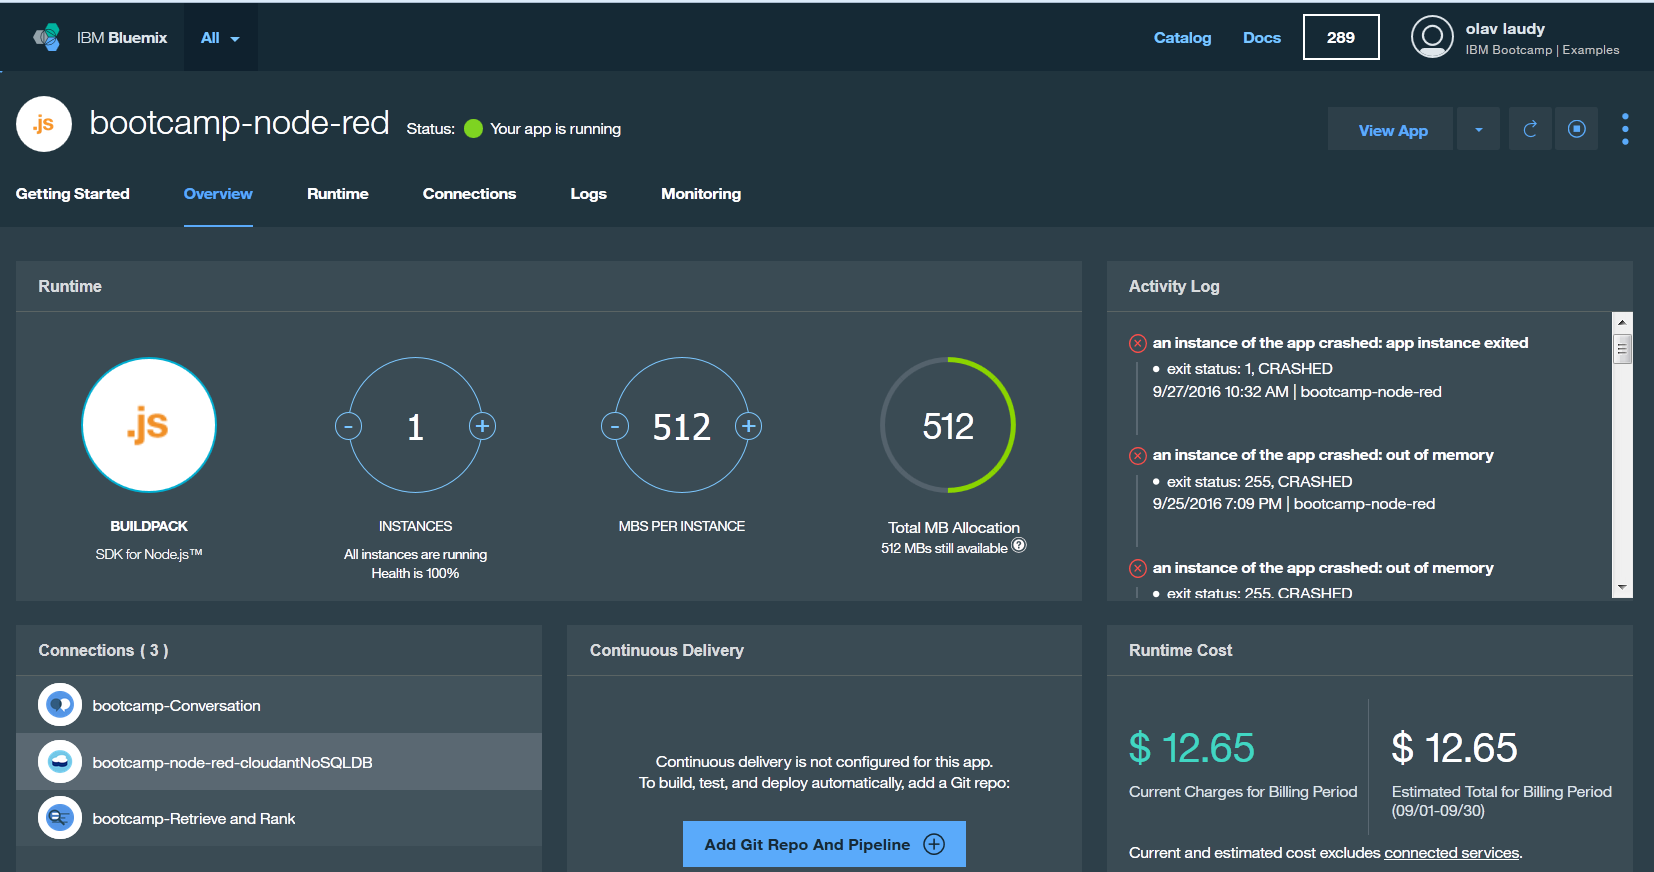 IBM Bluemix
All
Catalog
Docs
289
olav laudy
IBM Bootcamp | Examples
.js
bootcamp-node-red
Status:
Your app is running
View App
Getting Started
Overview
Runtime
Connections
Logs
Monitoring
Runtime
.js
BUILDPACK
SDK for Node.js™
-
1
+
INSTANCES
All instances are running
Health is 100%
-
512
+
MBS PER INSTANCE
512
Total MB Allocation
512 MBs still available ?
Activity Log
an instance of the app crashed: app instance exited
• exit status: 1, CRASHED
9/27/2016 10:32 AM | bootcamp-node-red
an instance of the app crashed: out of memory
• exit status: 255, CRASHED
9/25/2016 7:09 PM | bootcamp-node-red
an instance of the app crashed: out of memory
• exit status: 255, CRASHED
Connections ( 3 )
bootcamp-Conversation
bootcamp-node-red-cloudantNoSQLDB
bootcamp-Retrieve and Rank
Continuous Delivery
Continuous delivery is not configured for this app.
To build, test, and deploy automatically, add a Git repo:
Add Git Repo And Pipeline
Runtime Cost
$ 12.65
Current Charges for Billing Period
$ 12.65
Estimated Total for Billing Period
(09/01-09/30)
Current and estimated cost excludes connected services.